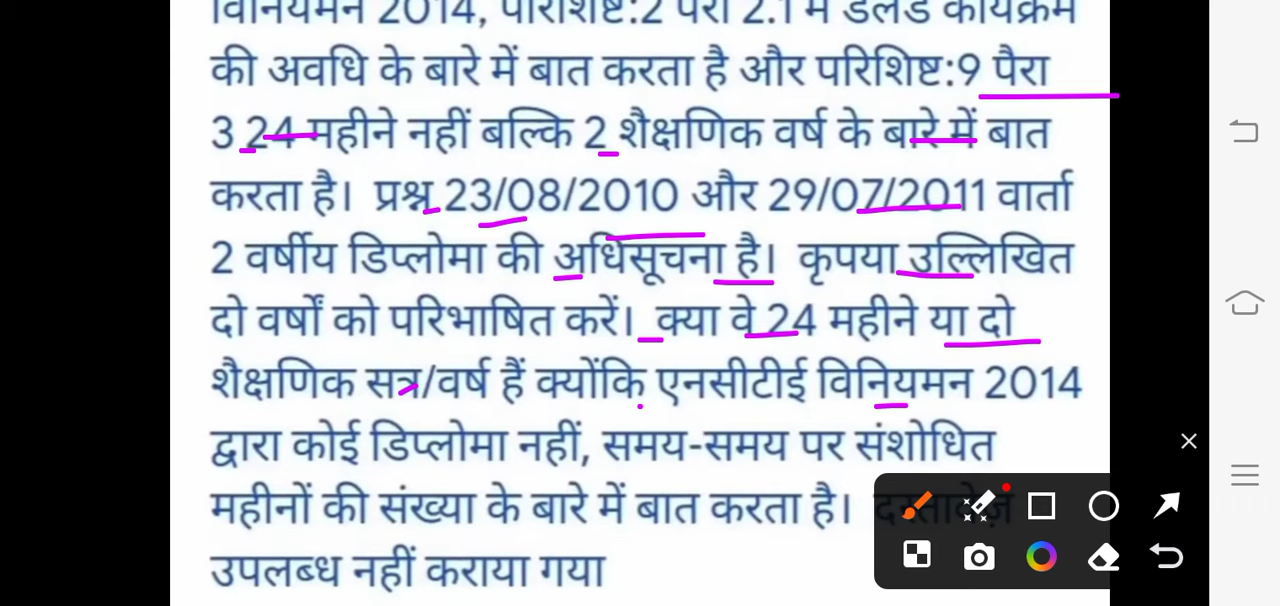 विनियमन 2014, परिशिष्ट:2 पैरा 2.1 में डीएलएड कार्यक्रम
की अवधि के बारे में बात करता है और परिशिष्ट:9 पैरा
3 24 महीने नहीं बल्कि 2 शैक्षणिक वर्ष के बारे में बात
करता है। प्रश्न 23/08/2010 और 29/07/2011 वार्ता
2 वर्षीय डिप्लोमा की अधिसूचना है। कृपया उल्लिखित
दो वर्षों को परिभाषित करें। क्या वे 24 महीने या दो
शैक्षणिक सत्र/वर्ष हैं क्योंकि एनसीटीई विनियमन 2014
द्वारा कोई डिप्लोमा नहीं, समय-समय पर संशोधित
महीनों की संख्या के बारे में बात करता है। दस्तावेज़
उपलब्ध नहीं कराया गया